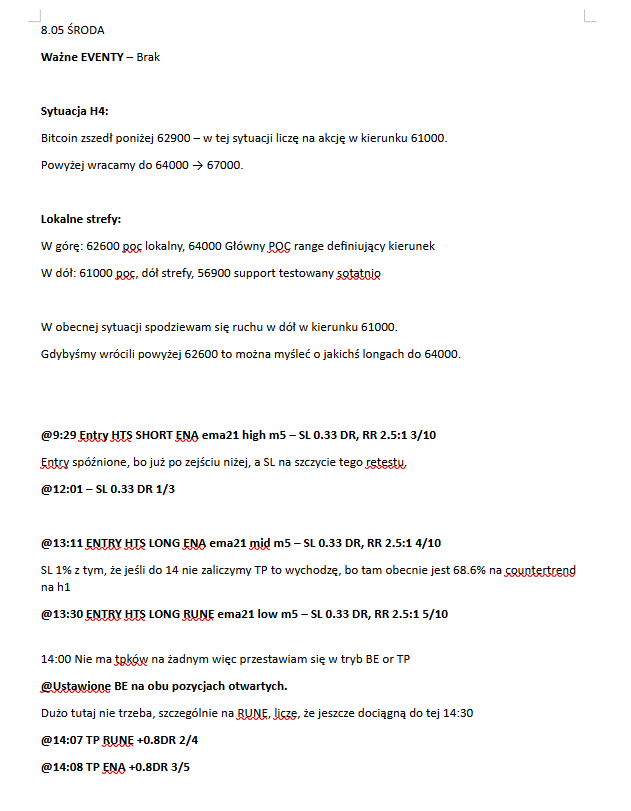 8.05 ŚRODA
Ważne EVENTY – Brak
Sytuacja H4:
Bitcoin zszedł poniżej 62900 – w tej sytuacji liczę na akcję w kierunku 61000.
Powyżej wracamy do 64000 → 67000.
Lokalne strefy:
W górę: 62600 poc lokalny, 64000 Główny POC range definiujący kierunek
W dół: 61000 poc, dół strefy, 56900 support testowany sotatnio
W obecnej sytuacji spodziewam się ruchu w dół w kierunku 61000.
Gdybyśmy wrócili powyżej 62600 to można myśleć o jakichś longach do 64000.
@9:29 Entry HTS SHORT ENA ema21 high m5 – SL 0.33 DR, RR 2.5:1 3/10
Entry spóźnione, bo już po zejściu niżej, a SL na szczycie tego retestu.
@12:01 – SL 0.33 DR 1/3
@13:11 ENTRY HTS LONG ENA ema21 mid m5 – SL 0.33 DR, RR 2.5:1 4/10
SL 1% z tym, że jeśli do 14 nie zaliczymy TP to wychodzę, bo tam obecnie jest 68.6% na countertrend
na h1
@13:30 ENTRY HTS LONG RUNE ema21 low m5 – SL 0.33 DR, RR 2.5:1 5/10
14:00 Nie ma tpków na żadnym więc przestawiam się w tryb BE or TP
@Ustawione BE na obu pozycjach otwartych.
Dużo tutaj nie trzeba, szczególnie na RUNE, liczę, że jeszcze dociągną do tej 14:30
@14:07 TP RUNE +0.8DR 2/4
@14:08 TP ENA +0.8DR 3/5